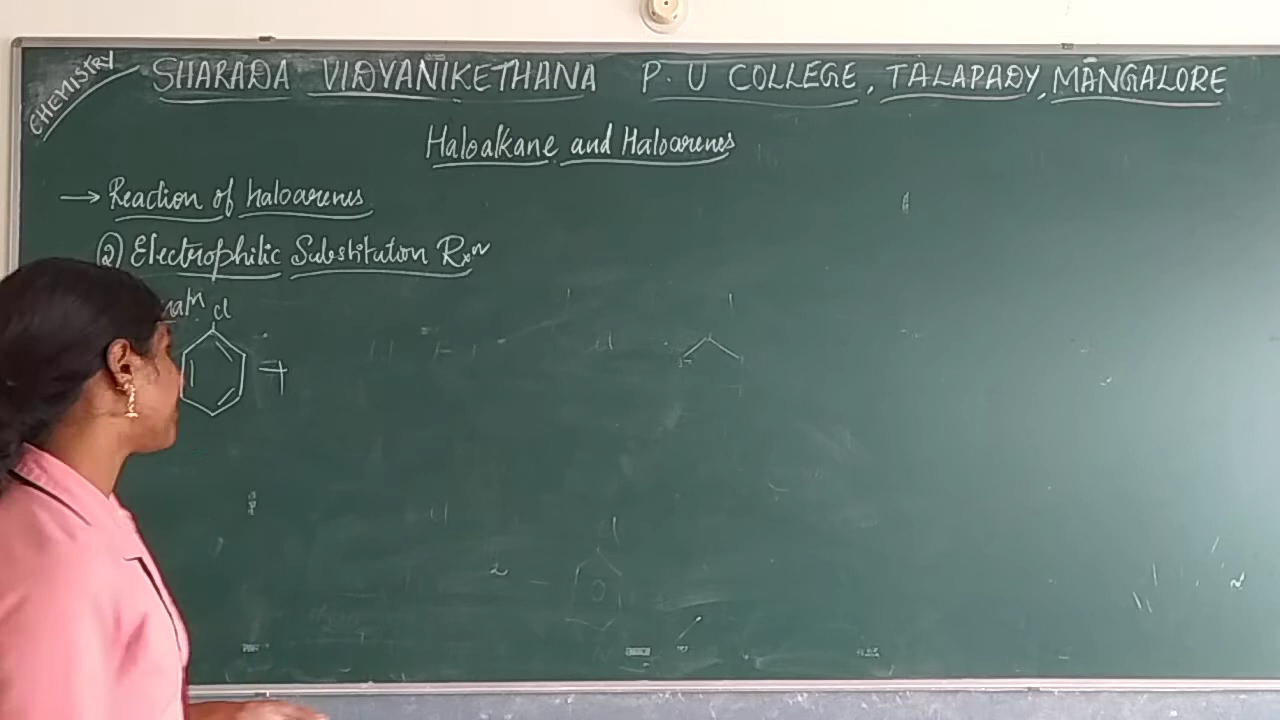 CHEMISTRY
SHARADA VIDYANIKETHANA P. U COLLEGE, TALAPADY, MANGALORE
Haloalkane and Haloarenes
→ Reaction of haloarenes
② Electrophilic Substitution Rxn
Cl
+